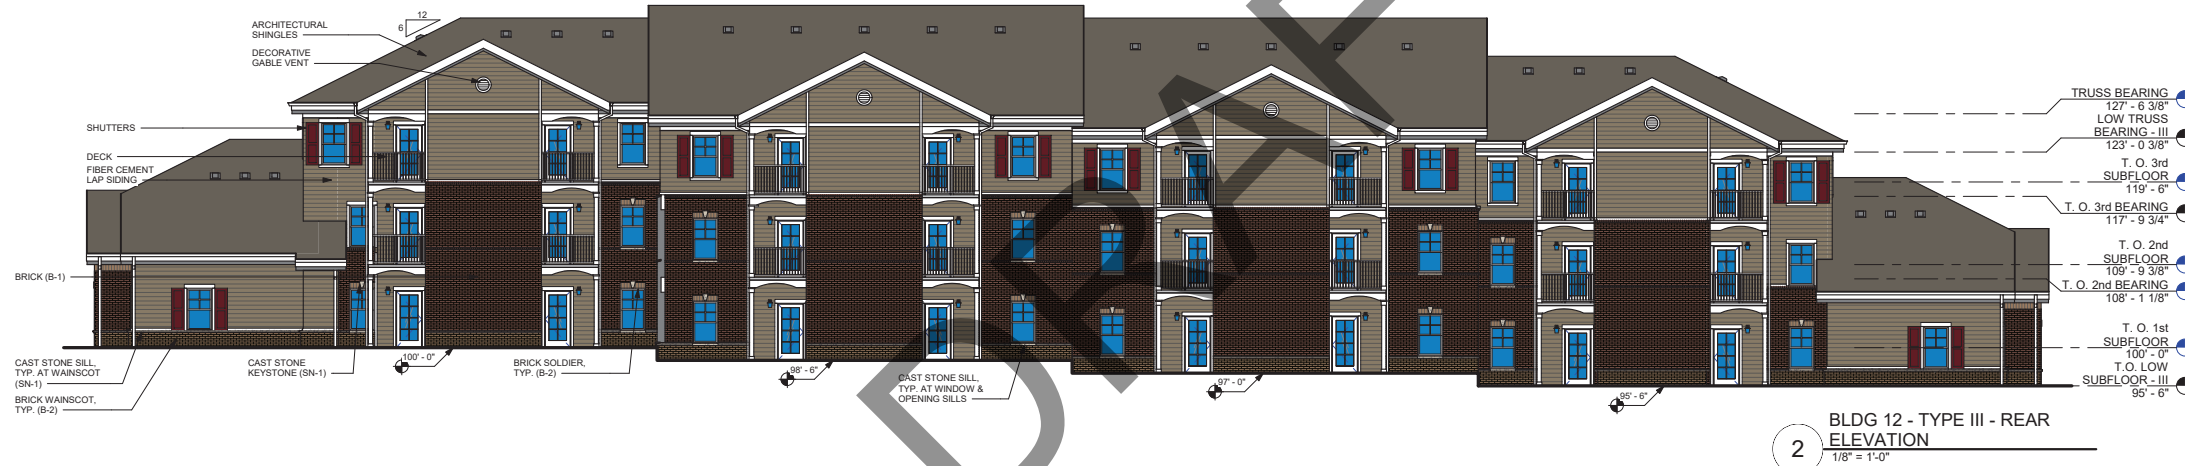 12
6
ARCHITECTURAL
SHINGLES
DECORATIVE
GABLE VENT
SHUTTERS
DECK
FIBER CEMENT
LAP SIDING
BRICK (B-1)
CAST STONE SILL,
TYP. AT WAINSCOT
(SN-1)
BRICK WAINSCOT,
TYP. (B-2)
CAST STONE
KEYSTONE (SN-1)
100' - 0"
BRICK SOLDIER,
TYP. (B-2)
98' - 6"
CAST STONE SILL,
TYP. AT WINDOW &
OPENING SILLS
97' - 0"
95' - 6"
TRUSS BEARING
127' - 6 3/8"
LOW TRUSS
BEARING - III
123' - 0 3/8"
T. O. 3rd
SUBFLOOR
119' - 6"
T. O. 3rd BEARING
117' - 9 3/4"
T. O. 2nd
SUBFLOOR
109' - 9 3/8"
T. O. 2nd BEARING
108' - 1 1/8"
T. O. 1st
SUBFLOOR
100' - 0"
T.O. LOW
SUBFLOOR - III
95' - 6"
2
BLDG 12 - TYPE III - REAR
ELEVATION
1/8" = 1'-0"
DRAF